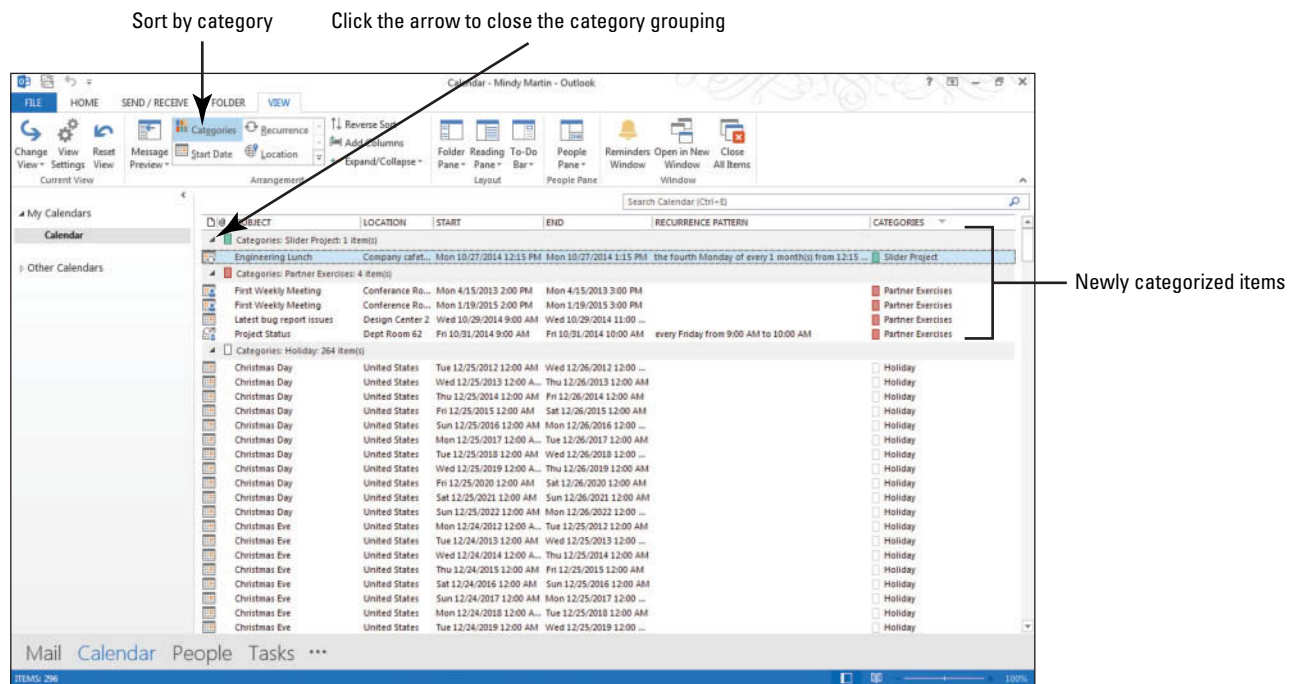 Sort by category
Click the arrow to close the category grouping
Calendar - Mindy Martin - Outlook
FILE HOME SEND / RECEIVE FOLDER VIEW
Change View View Settings Reset View
Message Preview
Categories Recurrence
Start Date Location
Reverse Sort
Add Columns
Expand/Collapse
Folder Pane Reading Pane To-Do Bar
People Pane
Reminders Window Open in New Window Close All Items
Current View Arrangement Layout People Pane Window
Search Calendar (Ctrl+E)
My Calendars
Calendar
Other Calendars
SUBJECT LOCATION START END RECURRENCE PATTERN CATEGORIES
Categories: Slider Project: 1 item(s)
Engineering Lunch Company cafet... Mon 10/27/2014 12:15 PM Mon 10/27/2014 1:15 PM the fourth Monday of every 1 month(s) from 12:15 ... Slider Project
Categories: Partner Exercises: 4 item(s)
Newly categorized items
First Weekly Meeting Conferance Ro... Mon 4/15/2013 2:00 PM Mon 4/15/2013 3:00 PM Partner Exercises
First Weekly Meeting Conferance Ro... Mon 1/19/2015 2:00 PM Mon 1/19/2015 3:00 PM Partner Exercises
Latest bug report issues Design Center 2 Wed 10/29/2014 9:00 AM Wed 10/29/2014 11:00 ... Partner Exercises
Project Status Dept Room 62 Fri 10/31/2014 9:00 AM Fri 10/31/2014 10:00 AM every Friday from 9:00 AM to 10:00 AM Partner Exercises
Categories: Holiday: 264 item(s)
Christmas Day United States Tue 12/25/2012 12:00 AM Wed 12/26/2012 12:00 ... Holiday
Christmas Day United States Wed 12/25/2013 12:00 A... Thu 12/26/2013 12:00 AM Holiday
Christmas Day United States Thu 12/25/2014 12:00 AM Fri 12/26/2014 12:00 AM Holiday
Christmas Day United States Fri 12/25/2015 12:00 AM Sat 12/26/2015 12:00 AM Holiday
Christmas Day United States Sun 12/25/2016 12:00 AM Mon 12/26/2016 12:00 ... Holiday
Christmas Day United States Mon 12/25/2017 12:00 A... Tue 12/26/2017 12:00 AM Holiday
Christmas Day United States Tue 12/25/2018 12:00 AM Wed 12/26/2018 12:00 ... Holiday
Christmas Day United States Wed 12/25/2019 12:00 A... Thu 12/26/2019 12:00 AM Holiday
Christmas Day United States Fri 12/25/2020 12:00 AM Sat 12/26/2020 12:00 AM Holiday
Christmas Day United States Sat 12/25/2021 12:00 AM Sun 12/26/2021 12:00 AM Holiday
Christmas Day United States Sun 12/25/2022 12:00 AM Mon 12/26/2022 12:00 ... Holiday
Christmas Eve United States Mon 12/24/2012 12:00 A... Tue 12/25/2012 12:00 AM Holiday
Christmas Eve United States Tue 12/24/2013 12:00 AM Wed 12/25/2013 12:00 ... Holiday
Christmas Eve United States Wed 12/24/2014 12:00 A... Thu 12/25/2014 12:00 AM Holiday
Christmas Eve United States Thu 12/24/2015 12:00 AM Fri 12/25/2015 12:00 AM Holiday
Christmas Eve United States Sat 12/24/2016 12:00 AM Sun 12/25/2016 12:00 AM Holiday
Christmas Eve United States Sun 12/24/2017 12:00 AM Mon 12/25/2017 12:00 ... Holiday
Christmas Eve United States Mon 12/24/2018 12:00 A... Tue 12/25/2018 12:00 AM Holiday
Christmas Eve United States Tue 12/24/2019 12:00 AM Wed 12/25/2019 12:00 ... Holiday
Mail Calendar People Tasks ...
ITEMS: 296 100%